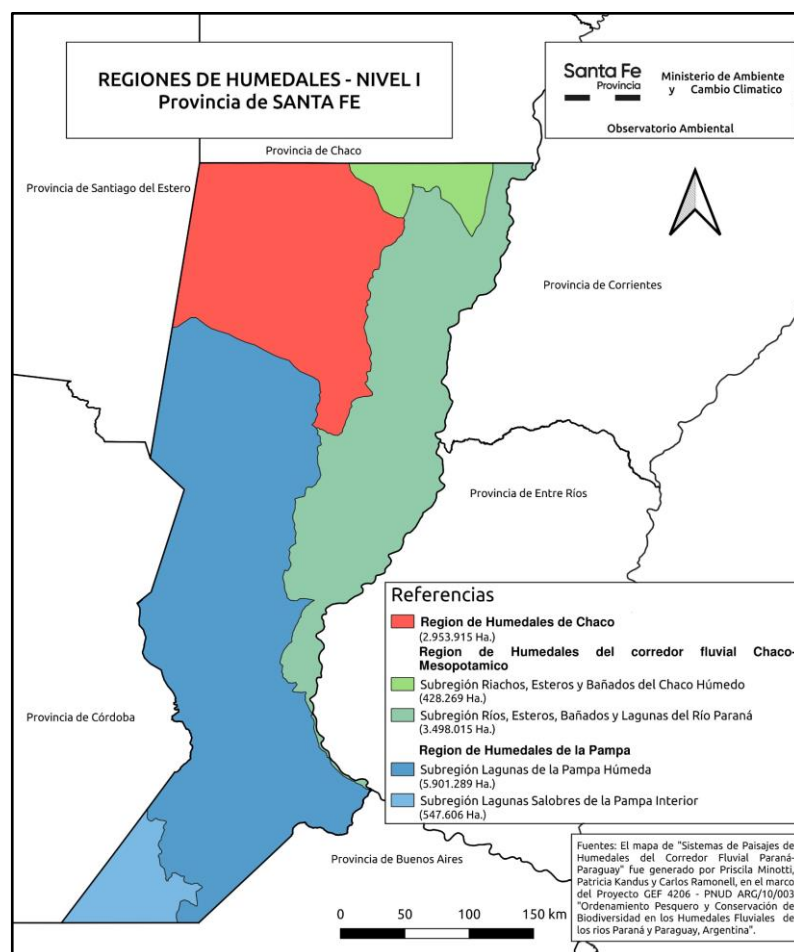 REGIONES DE HUMEDALES - NIVEL I
Provincia de SANTA FE
Santa Fe
Provincia
Ministerio de Ambiente
y Cambio Climatico
Observatorio Ambiental
Provincia de Chaco
Provincia de Santiago del Estero
Provincia de Corrientes
Provincia de Entre Ríos
Provincia de Córdoba
Provincia de Buenos Aires
Referencias
Region de Humedales de Chaco
(2.953.915 Ha.)
Region de Humedales del corredor fluvial Chaco-
Mesopotamico
Subregión Riachos, Esteros y Bañados del Chaco Húmedo
(428.269 Ha.)
Subregión Ríos, Esteros, Bañados y Lagunas del Río Paraná
(3.498.015 Ha.)
Region de Humedales de la Pampa
Subregión Lagunas de la Pampa Húmeda
(5.901.289 Ha.)
Subregión Lagunas Salobres de la Pampa Interior
(547.606 Ha.)
Fuentes: El mapa de "Sistemas de Paisajes de
Humedales del Corredor Fluvial Paraná-
Paraguay" fue generado por Priscila Minotti,
Patricia Kandus y Carlos Ramonell, en el marco
del Proyecto GEF 4206 - PNUD ARG/10/003
"Ordenamiento Pesquero y Conservación de
Biodiversidad en los Humedales Fluviales de
los rios Paraná y Paraguay, Argentina".
0 50 100 150 km